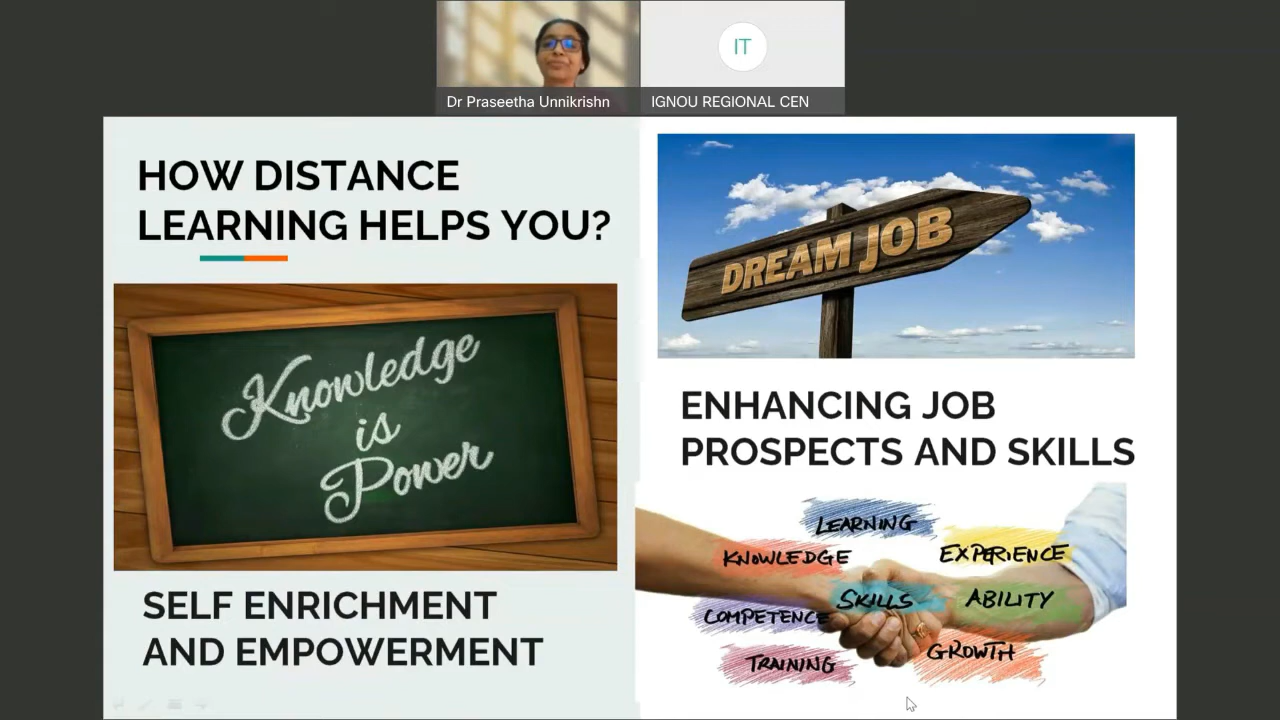 IT
Dr Praseetha Unnikrishn
IGNOU REGIONAL CEN
HOW DISTANCE
LEARNING HELPS YOU?
Knowledge
is
Power
SELF ENRICHMENT
AND EMPOWERMENT
DREAM JOB
ENHANCING JOB
PROSPECTS AND SKILLS
LEARNING
KNOWLEDGE
EXPERIENCE
SKILLS
ABILITY
COMPETENCE
GROWTH
TRAINING